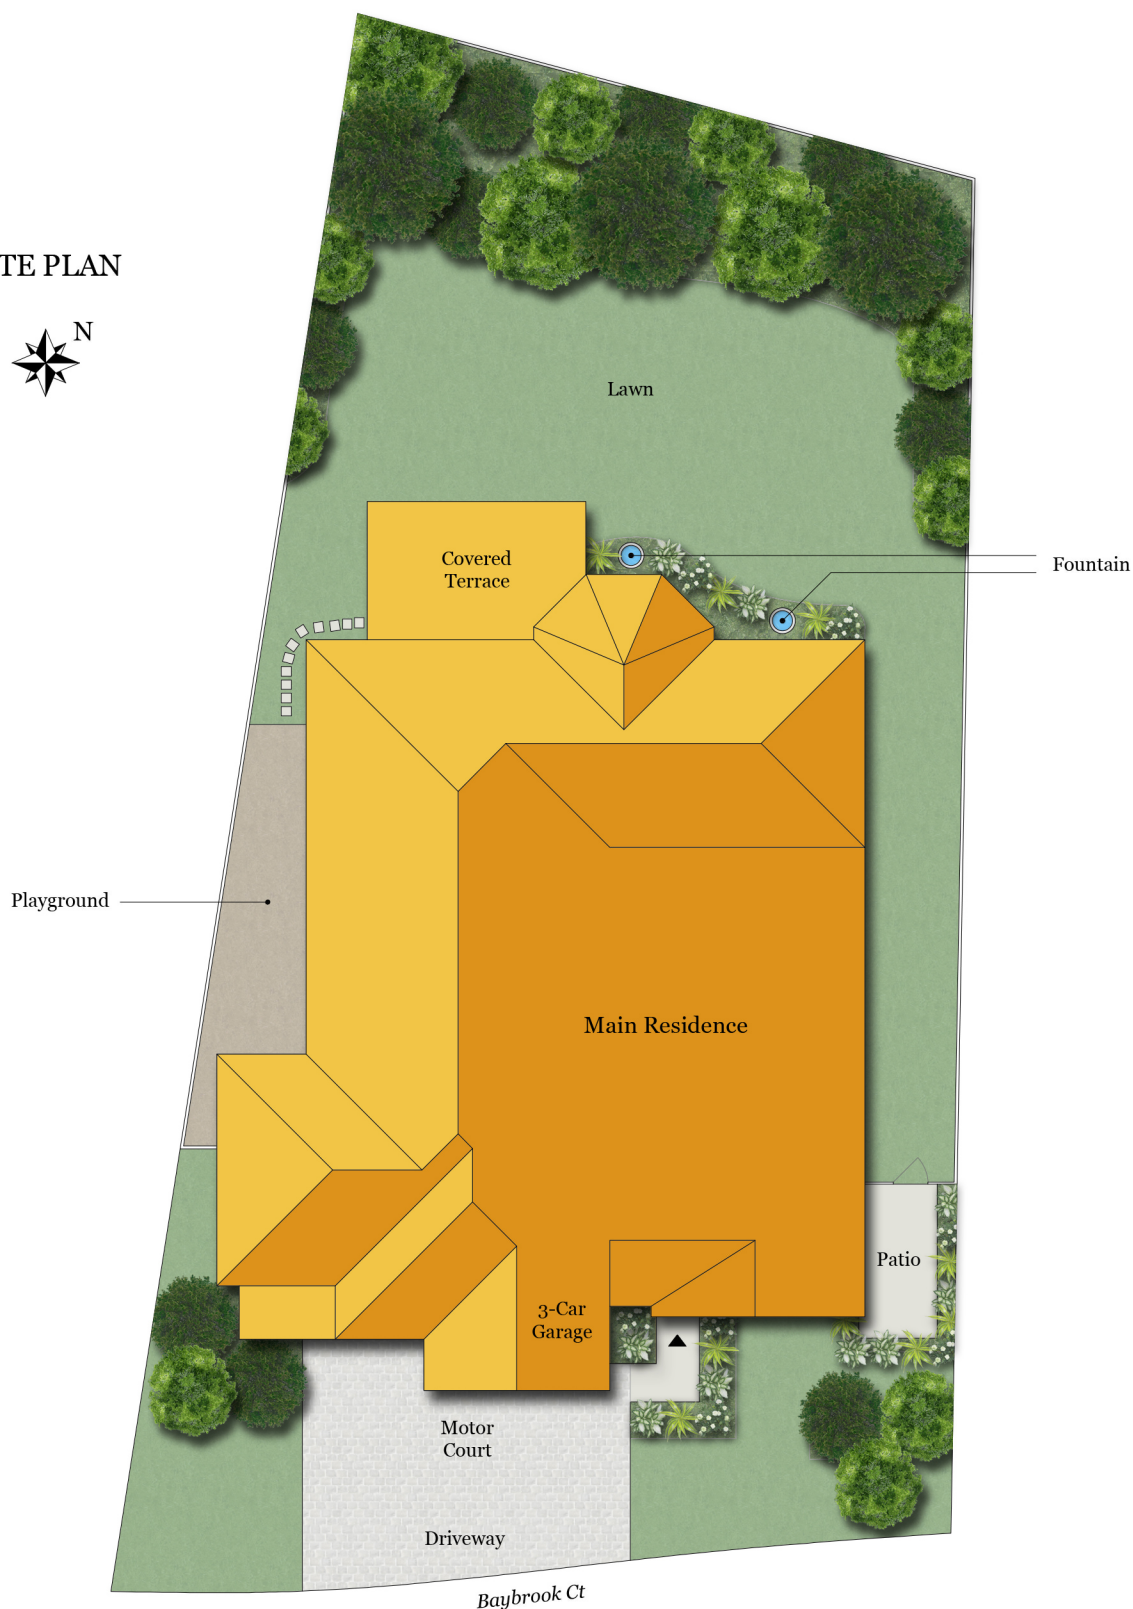 TE PLAN
N
Lawn
Covered
Terrace
Fountain
Playground
Main Residence
Patio
3-Car
Garage
Motor
Court
Driveway
Baybrook Ct